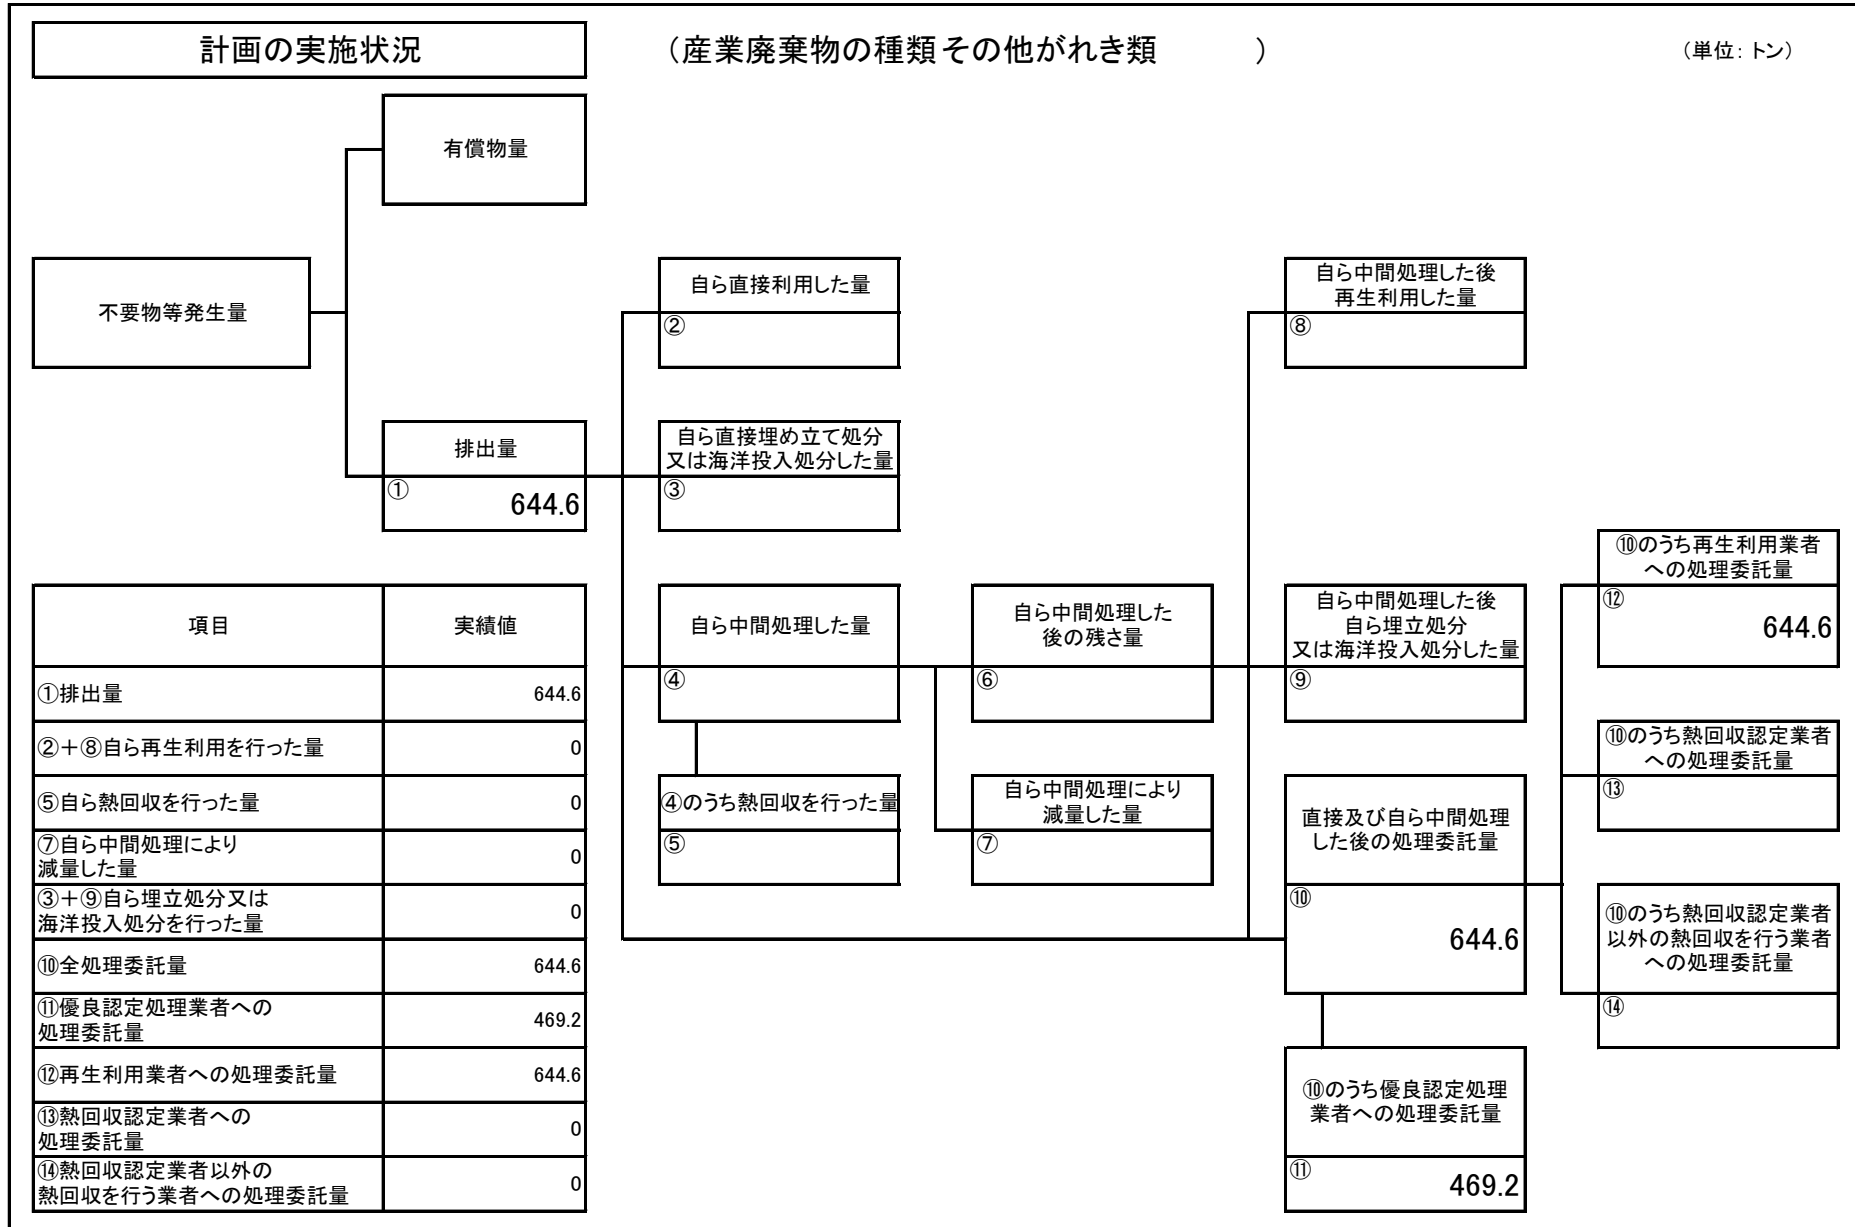 計画の実施状況
（産業廃棄物の種類 その他がれき類　　　）
（単位：トン）
有償物量
不要物等発生量
自ら直接利用した量
②
自ら中間処理した後
再生利用した量
⑧
排出量
①
644.6
自ら直接埋め立て処分
又は海洋投入処分した量
③
⑩のうち再生利用業者
への処理委託量
⑫
644.6
自ら中間処理した量
④
自ら中間処理した
後の残さ量
⑥
自ら中間処理した後
自ら埋立処分
又は海洋投入処分した量
⑨
⑩のうち熱回収認定業者
への処理委託量
⑬
④のうち熱回収を行った量
⑤
自ら中間処理により
減量した量
⑦
直接及び自ら中間処理
した後の処理委託量
⑩
644.6
⑩のうち熱回収認定業者
以外の熱回収を行う業者
への処理委託量
⑭
⑩のうち優良認定処理
業者への処理委託量
⑪
469.2
項目 実績値
①排出量 644.6
②＋⑧自ら再生利用を行った量 0
⑤自ら熱回収を行った量 0
⑦自ら中間処理により
減量した量 0
③＋⑨自ら埋立処分又は
海洋投入処分を行った量 0
⑩全処理委託量 644.6
⑪優良認定処理業者への
処理委託量 469.2
⑫再生利用業者への処理委託量 644.6
⑬熱回収認定業者への
処理委託量 0
⑭熱回収認定業者以外の
熱回収を行う業者への処理委託量 0